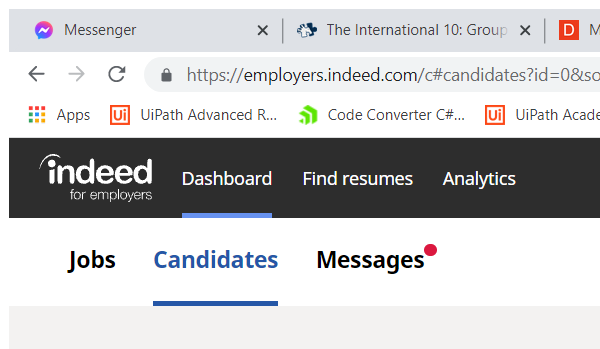 Messenger
The International 10: Group
https://employers.indeed.com/c#candidates?id=0&so
Apps
UiPath Advanced R...
Code Converter C#...
UiPath Acade
indeed
for employers
Dashboard
Find resumes
Analytics
Jobs
Candidates
Messages